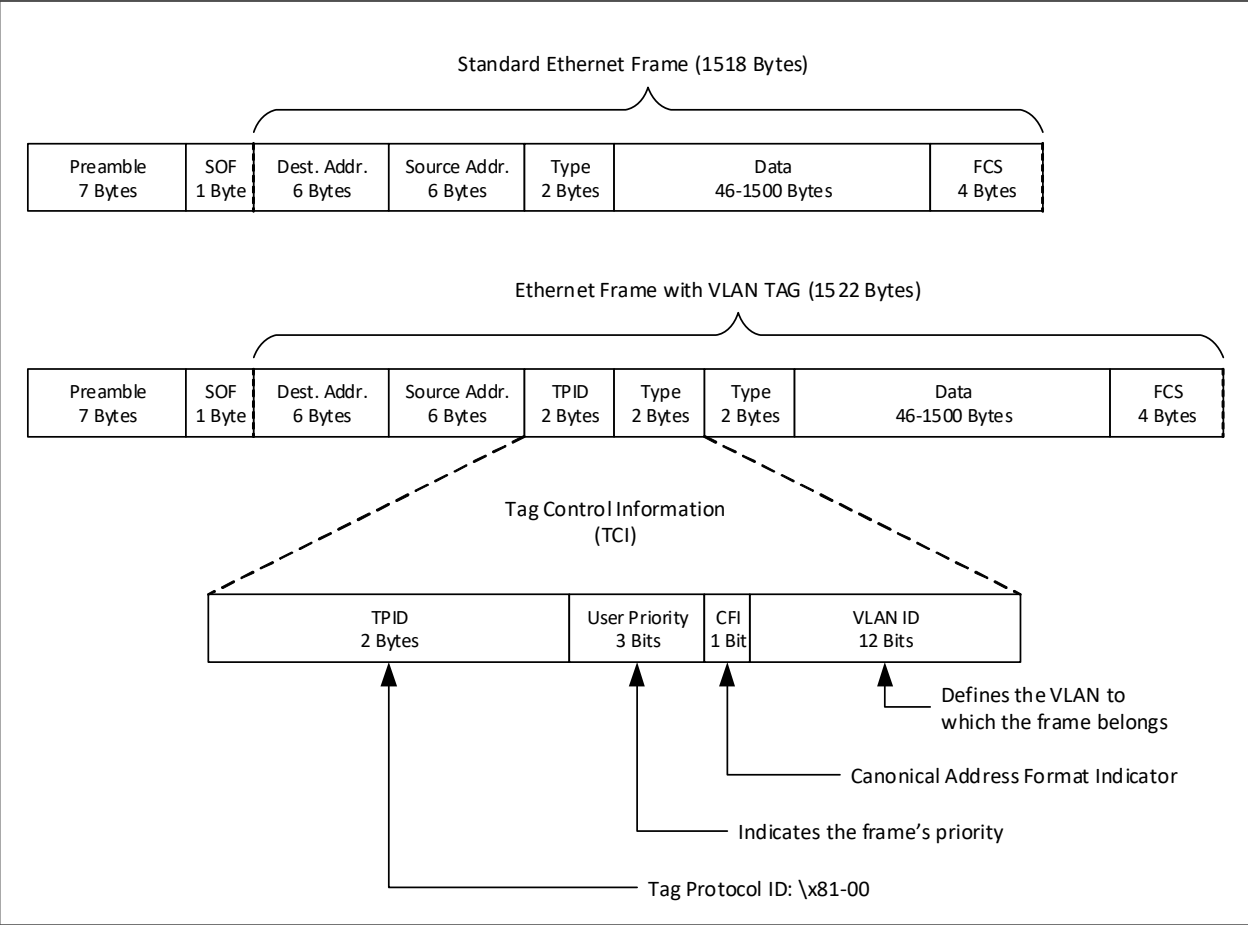 Standard Ethernet Frame (1518 Bytes)
Preamble
7 Bytes
SOF
1 Byte
Dest. Addr.
6 Bytes
Source Addr.
6 Bytes
Type
2 Bytes
Data
46-1500 Bytes
FCS
4 Bytes
Ethernet Frame with VLAN TAG (1522 Bytes)
Preamble
7 Bytes
SOF
1 Byte
Dest. Addr.
6 Bytes
Source Addr.
6 Bytes
TPID
2 Bytes
Type
2 Bytes
Type
2 Bytes
Data
46-1500 Bytes
FCS
4 Bytes
Tag Control Information
(TCI)
TPID
2 Bytes
User Priority
3 Bits
CFI
1 Bit
VLAN ID
12 Bits
Defines the VLAN to
which the frame belongs
Canonical Address Format Indicator
Indicates the frame's priority
Tag Protocol ID: \x81-00